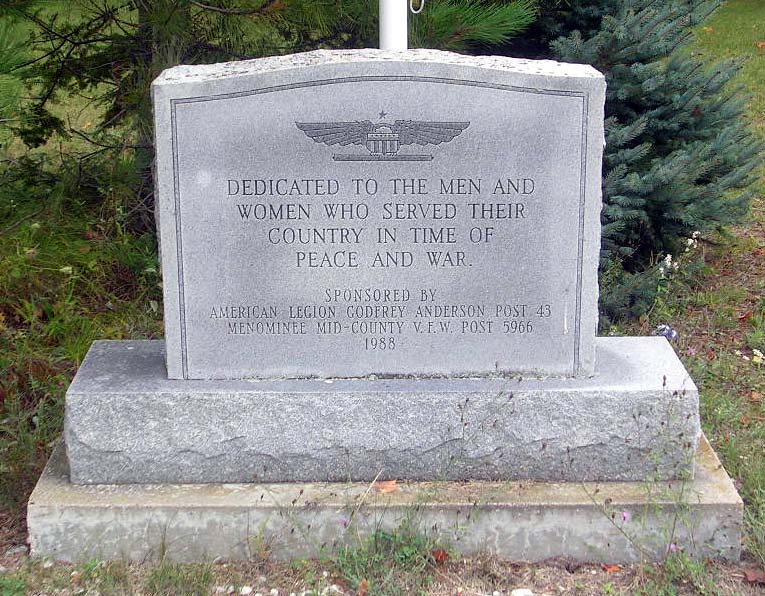 DEDICATED TO THE MEN AND
WOMEN WHO SERVED THEIR
COUNTRY IN TIME OF
PEACE AND WAR.
SPONSORED BY
AMERICAN LEGION GODFREY ANDERSON POST 43
MENOMINEE MID-COUNTY V.F.W. POST 5966
1988